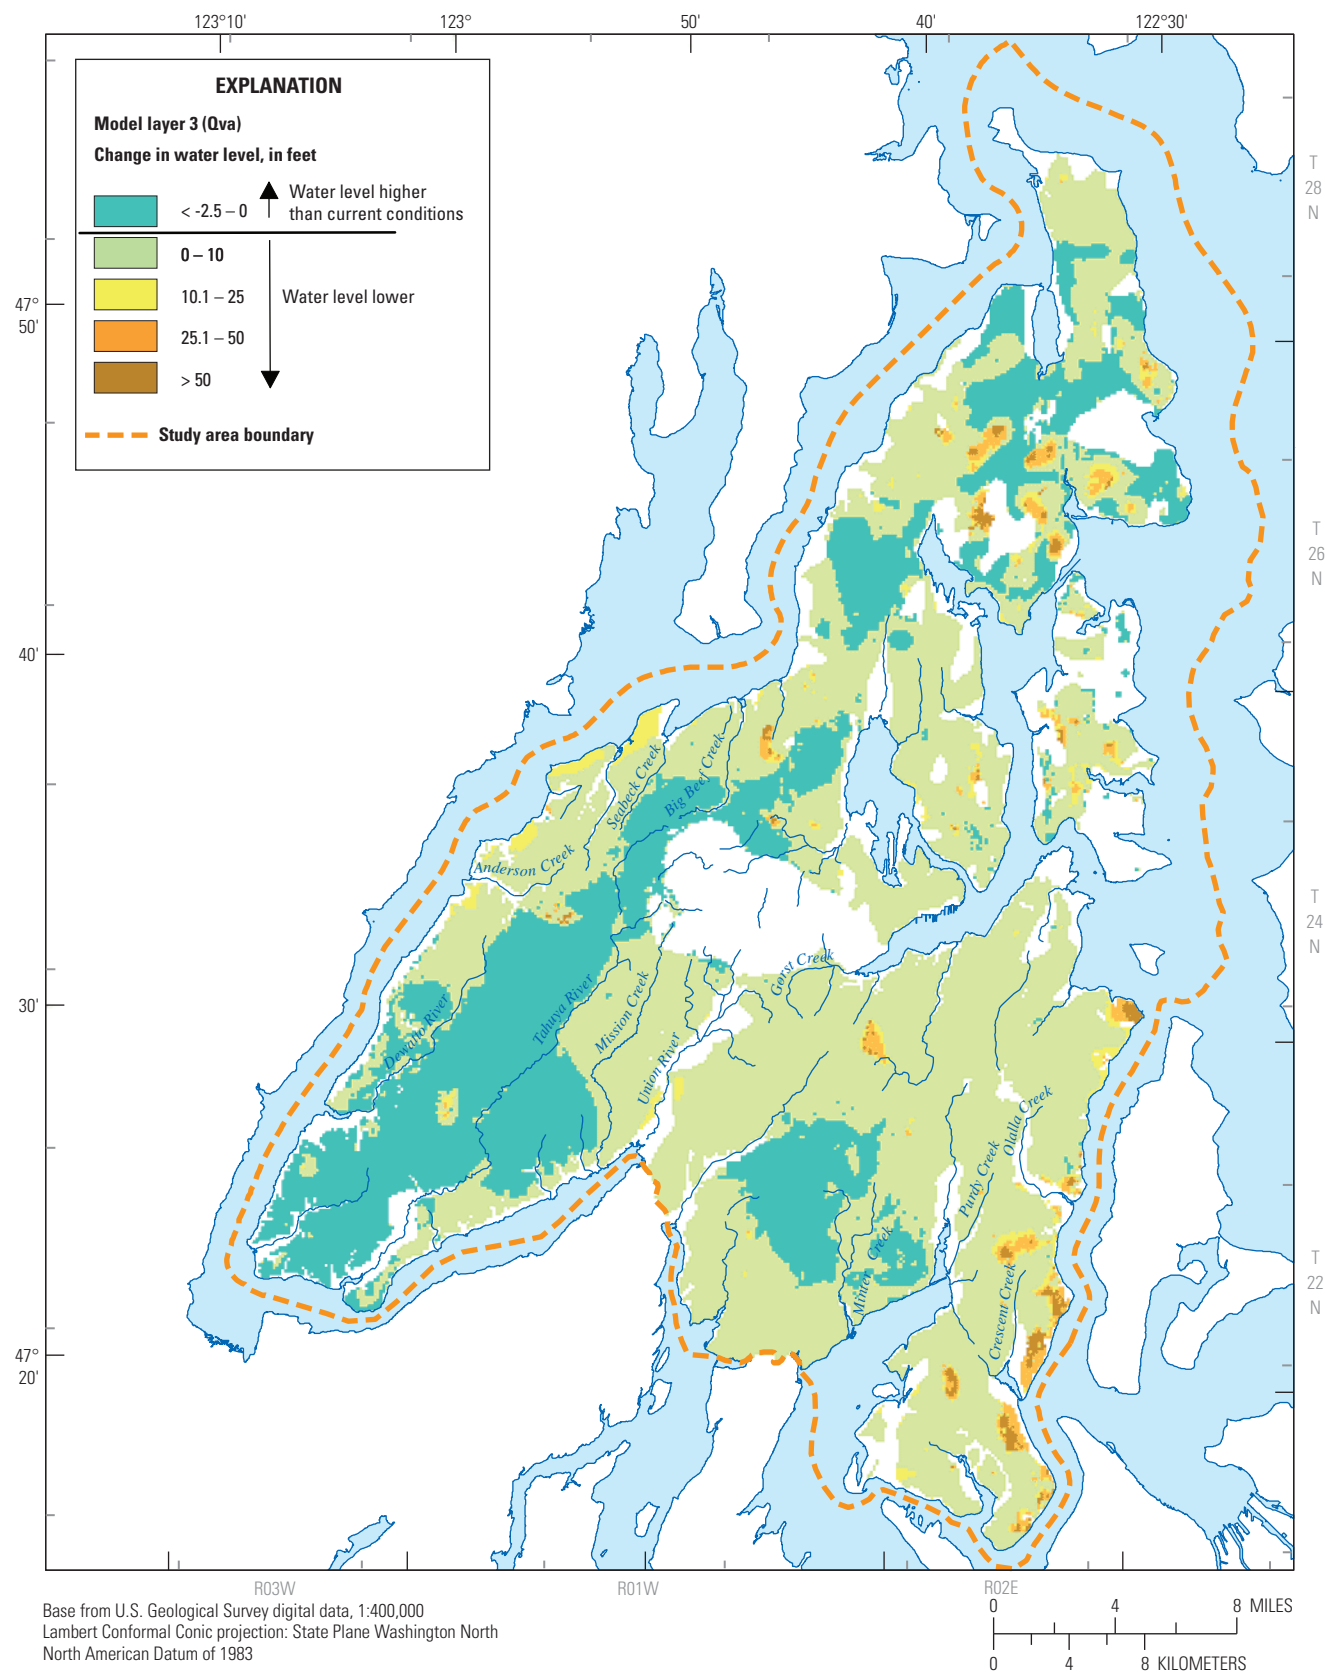 123°10'
123°
50'
40'
122°30'
EXPLANATION
Model layer 3 (Qva)
Change in water level, in feet
< -2.5 – 0
Water level higher
than current conditions
0 – 10
10.1 – 25
Water level lower
25.1 – 50
> 50
Study area boundary
T
28
N
47°
50'
T
26
N
40'
Seabeck Creek
Big Beef Creek
Anderson Creek
T
24
N
Gorst Creek
30'
Dewatto River
Tahuya River
Mission Creek
Union River
Olalla Creek
Purdy Creek
Minter Creek
Crescent Creek
T
22
N
47°
20'
R03W
R01W
R02E
Base from U.S. Geological Survey digital data, 1:400,000
Lambert Conformal Conic projection: State Plane Washington North
North American Datum of 1983
0 4 8 MILES
0 4 8 KILOMETERS